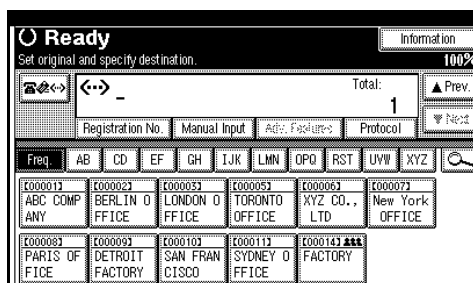 Ready
Information
Set original and specify destination.
100%
Total:
1
▲ Prev.
▼ Next
Registration No.
Manual Input
Adv. Features
Protocol
Freq.
AB
CD
EF
GH
IJK
LMN
OPQ
RST
UVW
XYZ
[00001]
ABC COMP
ANY
[00002]
BERLIN O
FFICE
[00003]
LONDON O
FFICE
[00005]
TORONTO
OFFICE
[00006]
XYZ CO.,
LTD
[00007]
New York
OFFICE
[00008]
PARIS OF
FICE
[00009]
DETROIT
FACTORY
[00010]
SAN FRAN
CISCO
[00011]
SYDNEY O
FFICE
[00014]
FACTORY